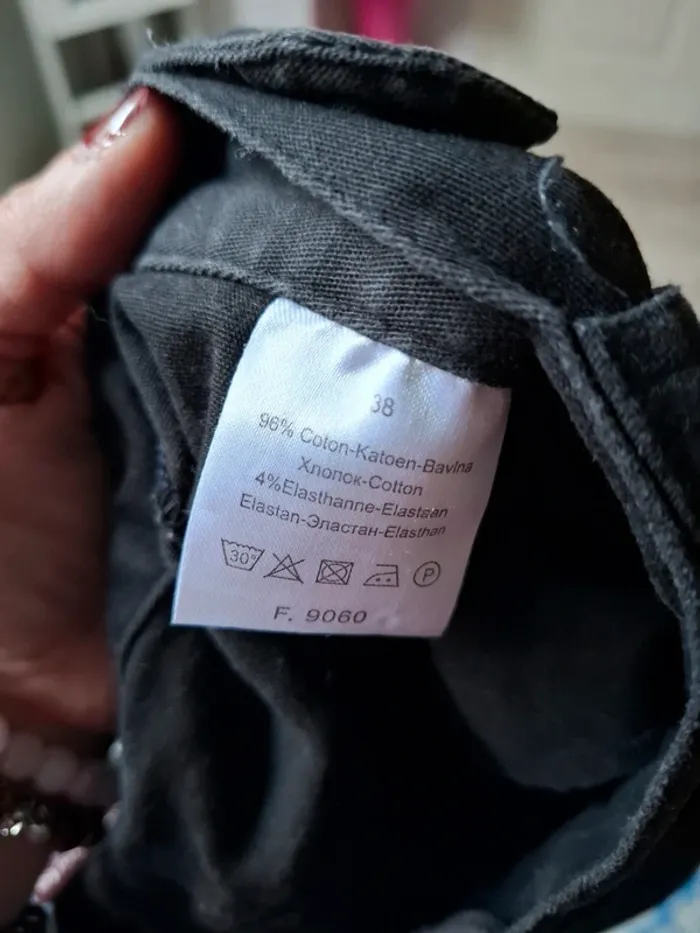 38
96% Coton-Katoen-Bavlna
Хлопок-Cotton
4%Elasthanne-Elastaan
Elastan-Эластан-Elasthan
30°
P
F. 9060